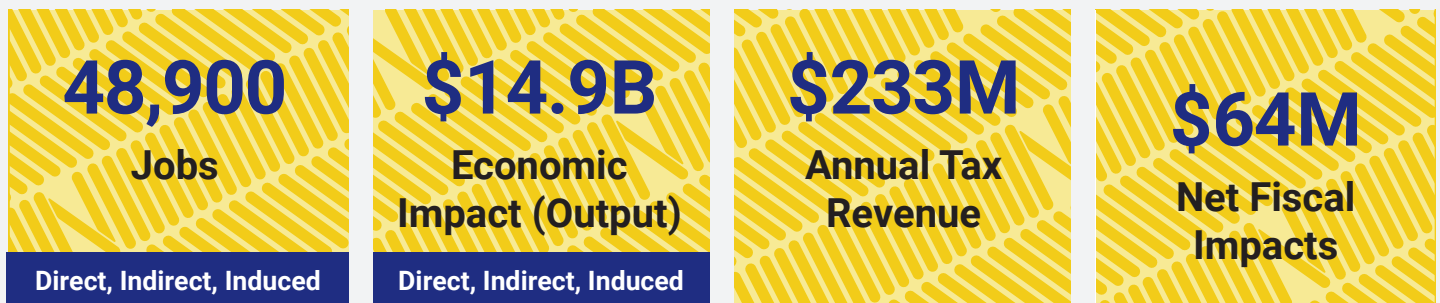 48,900
Jobs
Direct, Indirect, Induced
$14.9B
Economic
Impact (Output)
Direct, Indirect, Induced
$233M
Annual Tax
Revenue
$64M
Net Fiscal
Impacts